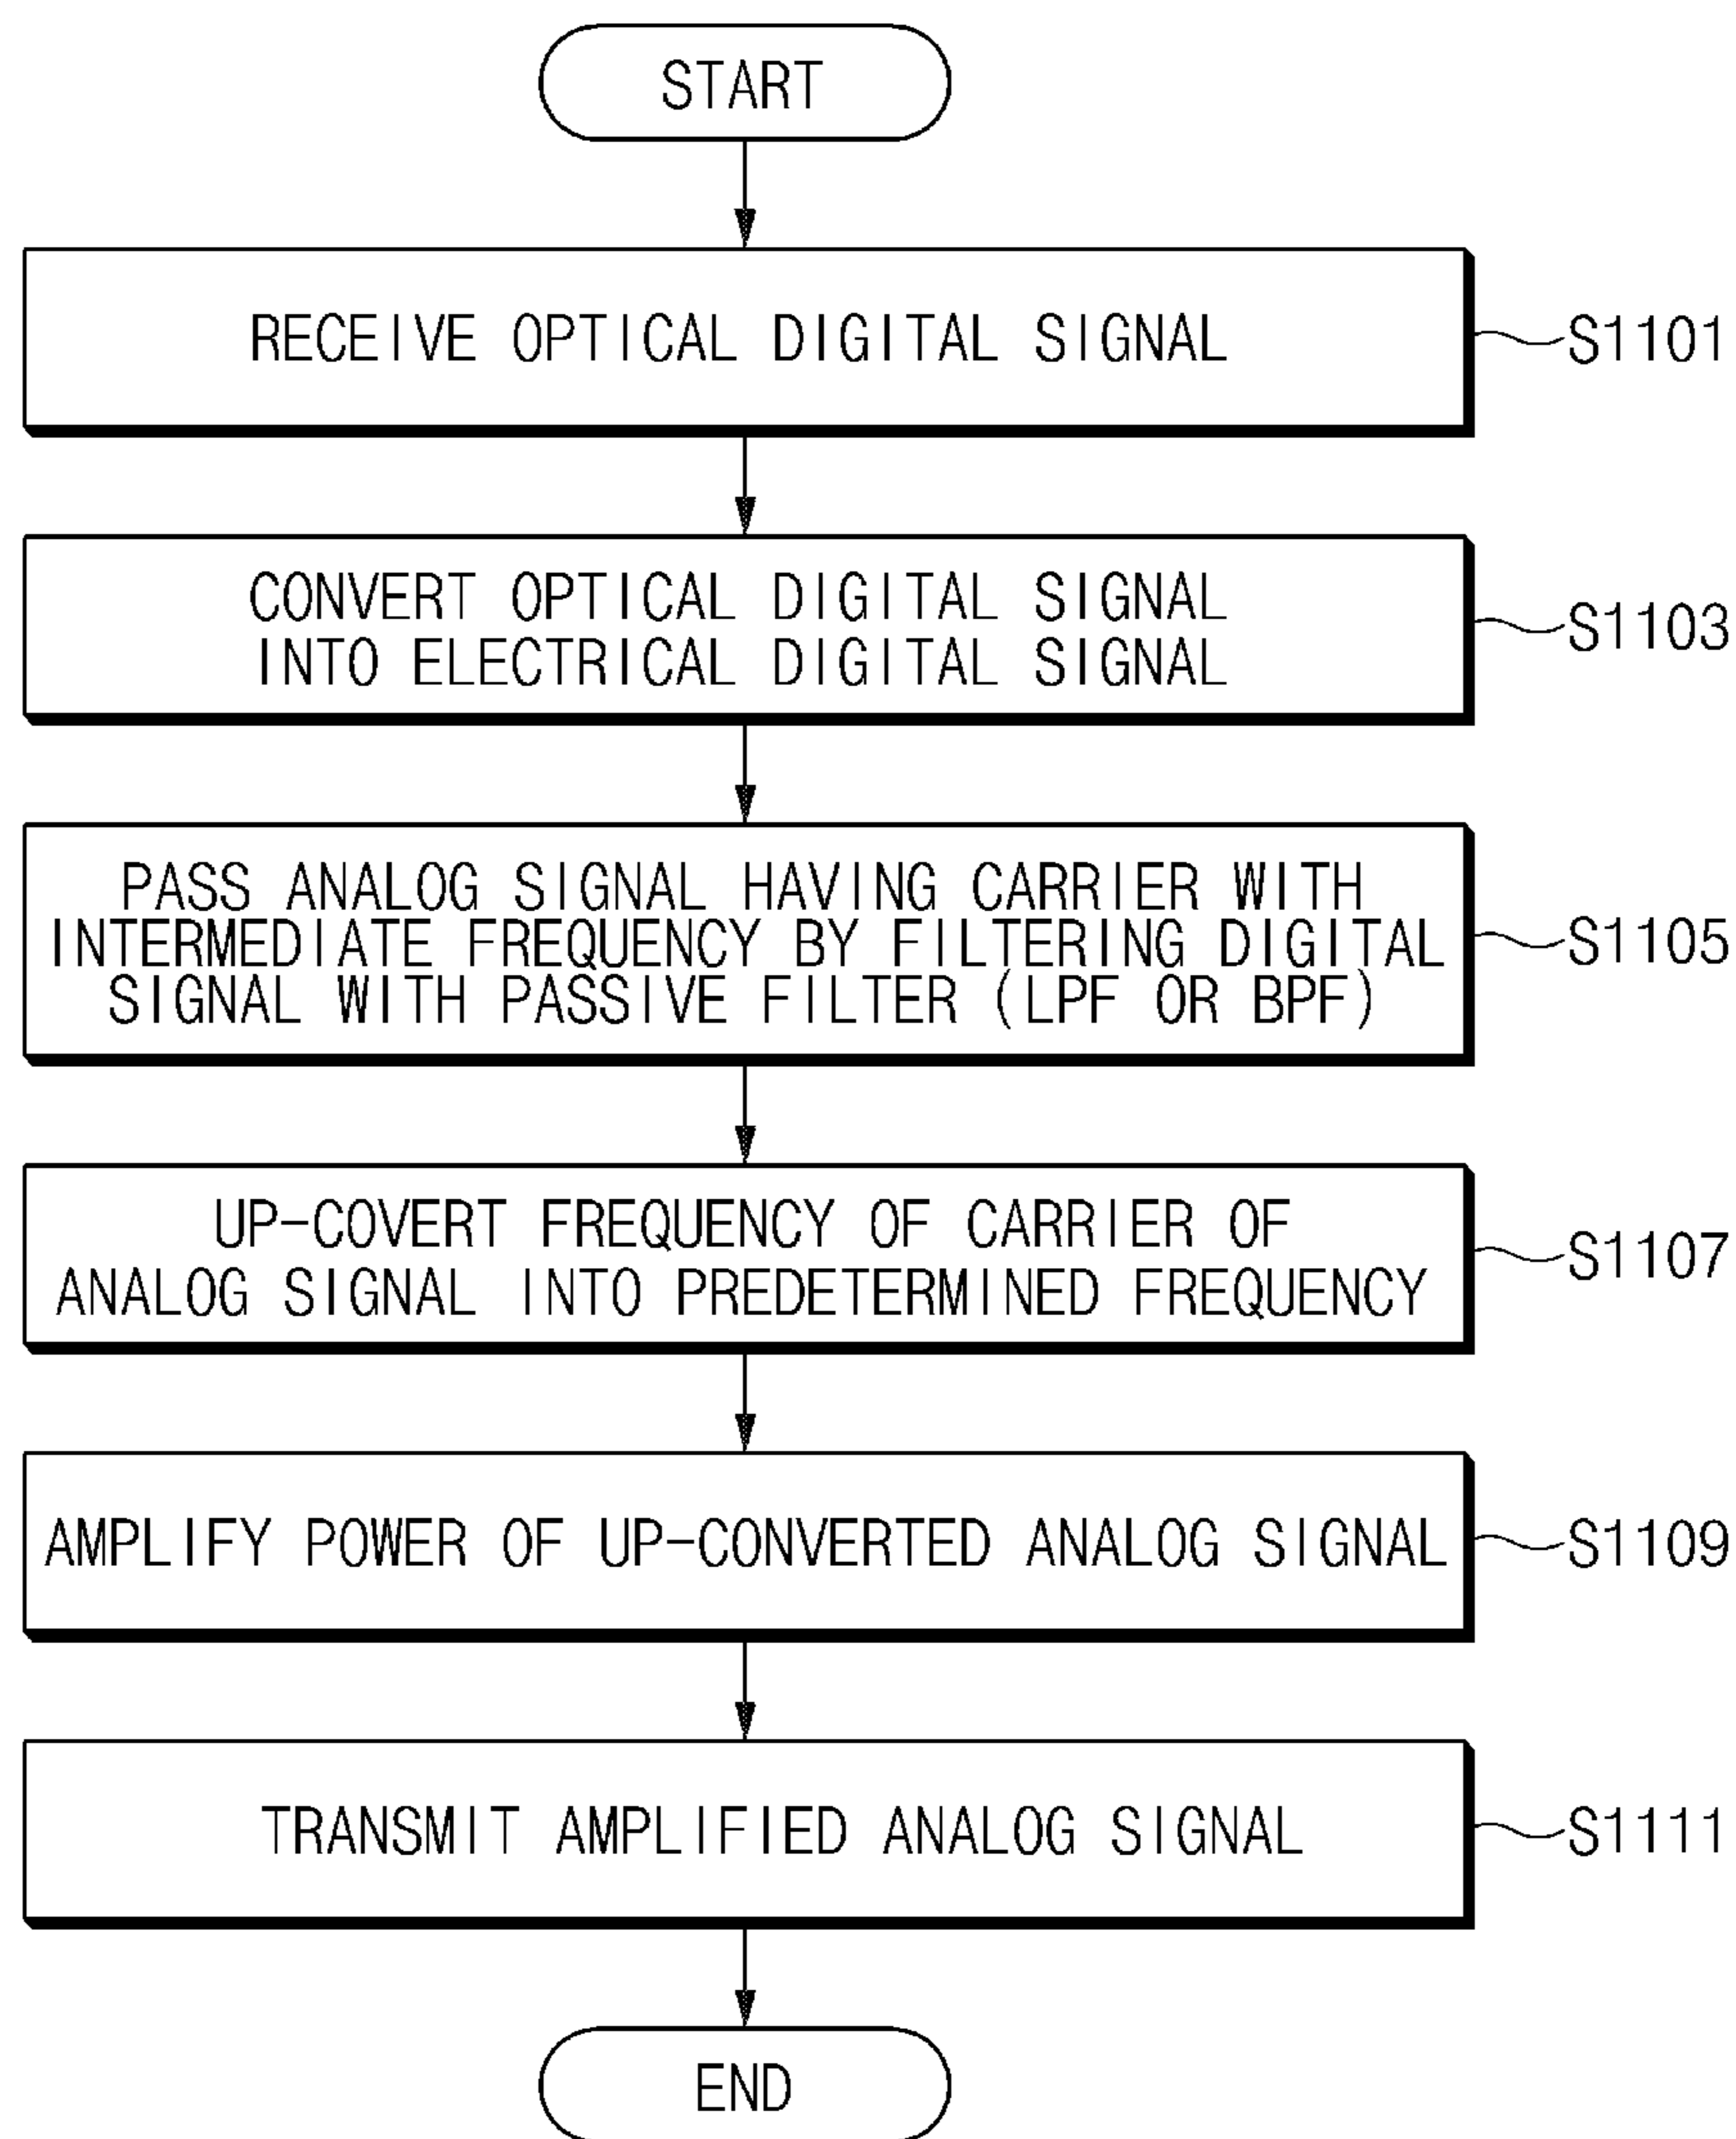 START
RECEIVE OPTICAL DIGITAL SIGNAL
S1101
CONVERT OPTICAL DIGITAL SIGNAL
INTO ELECTRICAL DIGITAL SIGNAL
S1103
PASS ANALOG SIGNAL HAVING CARRIER WITH
INTERMEDIATE FREQUENCY BY FILTERING DIGITAL
SIGNAL WITH PASSIVE FILTER (LPF OR BPF)
S1105
UP-COVERT FREQUENCY OF CARRIER OF
ANALOG SIGNAL INTO PREDETERMINED FREQUENCY
S1107
AMPLIFY POWER OF UP-CONVERTED ANALOG SIGNAL
S1109
TRANSMIT AMPLIFIED ANALOG SIGNAL
S1111
END